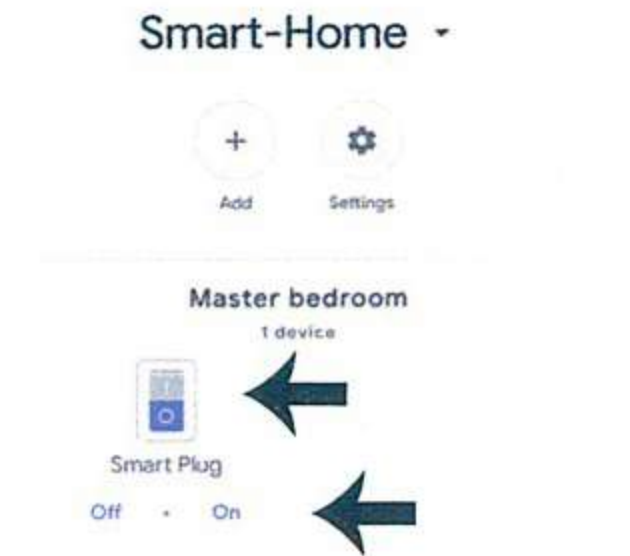 Smart-Home
Add Settings
Master bedroom
1 device
Smart Plug
Off • On